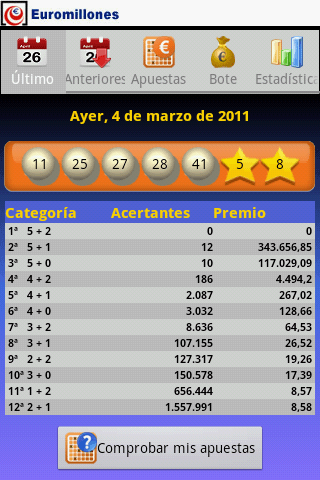 Euromillones
April
26
April
26
Último
Anteriores
Apuestas
Bote
Estadística
Ayer, 4 de marzo de 2011
11 25 27 28 41 5 8
Categoría Acertantes Premio
1ª 5 + 2 0 0
2ª 5 + 1 12 343.656,85
3ª 5 + 0 10 117.029,09
4ª 4 + 2 186 4.494,2
5ª 4 + 1 2.087 267,02
6ª 4 + 0 3.032 128,66
7ª 3 + 2 8.636 64,53
8ª 3 + 1 107.155 26,52
9ª 2 + 2 127.317 19,26
10ª 3 + 0 150.578 17,39
11ª 1 + 2 656.444 8,57
12ª 2 + 1 1.557.991 8,58
Comprobar mis apuestas